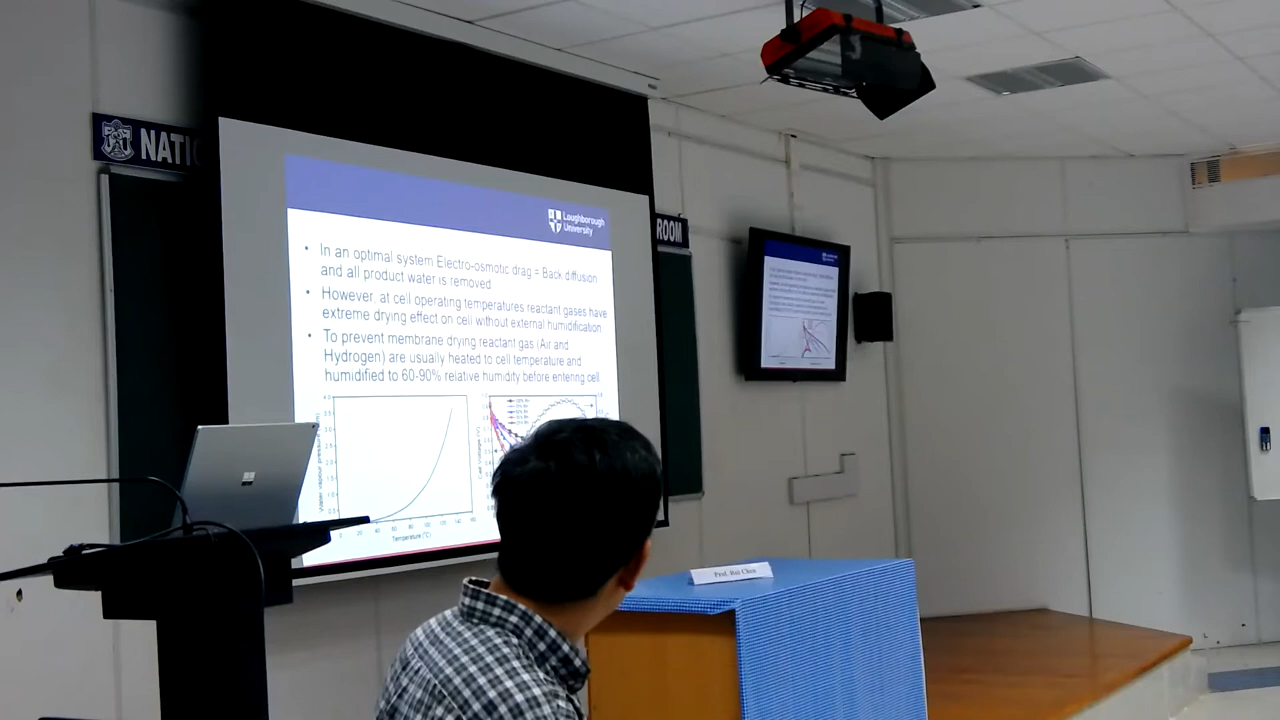 NATI
ROOM
Loughborough
University
• In an optimal system Electro-osmotic drag = Back diffusion
and all product water is removed
• However, at cell operating temperatures reactant gases have
extreme drying effect on cell without external humidification
• To prevent membrane drying reactant gas (Air and
Hydrogen) are usually heated to cell temperature and
humidified to 60-90% relative humidity before entering cell
Temperature (°C)
Prof. Rui Chen